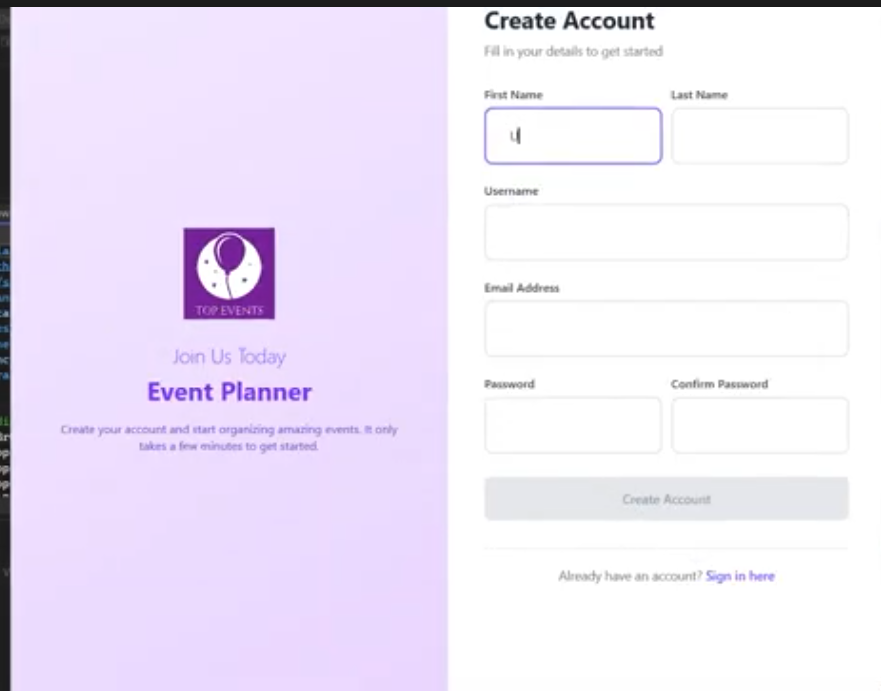 TOP EVENTS
Join Us Today
Event Planner
Create your account and start organizing amazing events. It only
takes a few minutes to get started.
Create Account
Fill in your details to get started
First Name
Last Name
Username
Email Address
Password
Confirm Password
Create Account
Already have an account? Sign in here